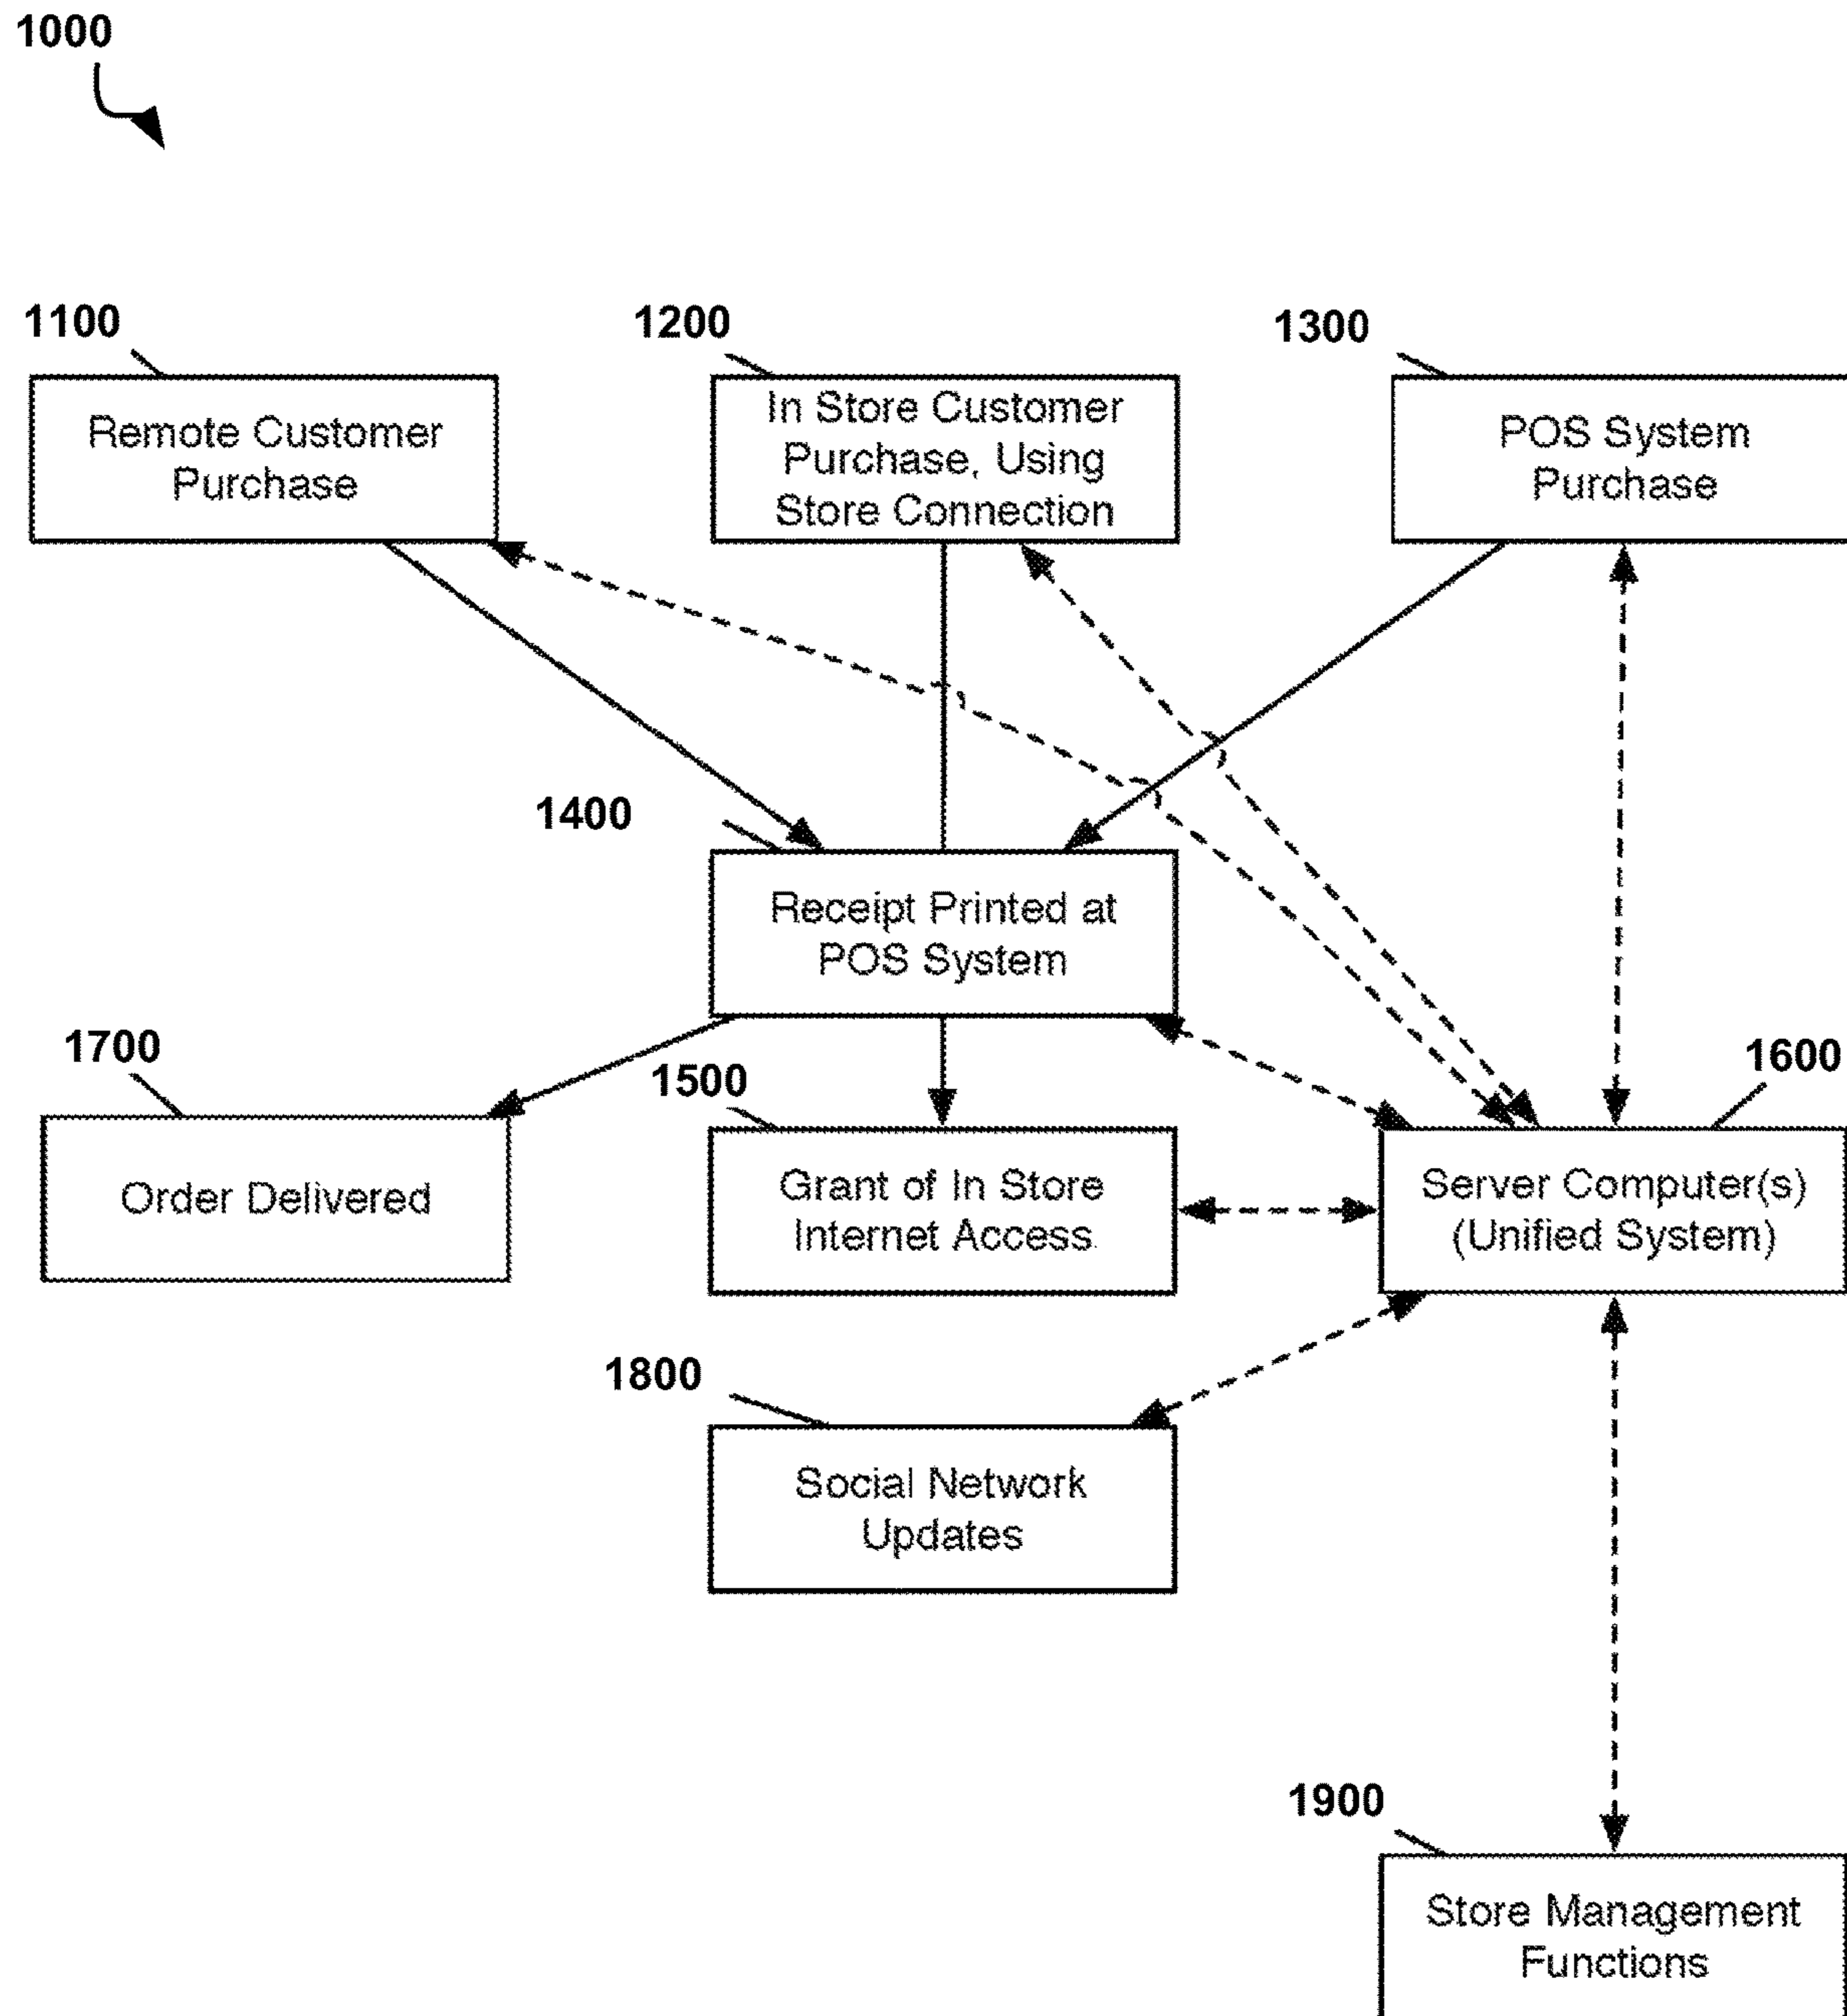 1000
1100
Remote Customer
Purchase
1200
In Store Customer
Purchase, Using
Store Connection
1300
POS System
Purchase
1400
Receipt Printed at
POS System
1700
Order Delivered
1500
Grant of In Store
Internet Access
1600
Server Computer(s)
(Unified System)
1800
Social Network
Updates
1900
Store Management
Functions